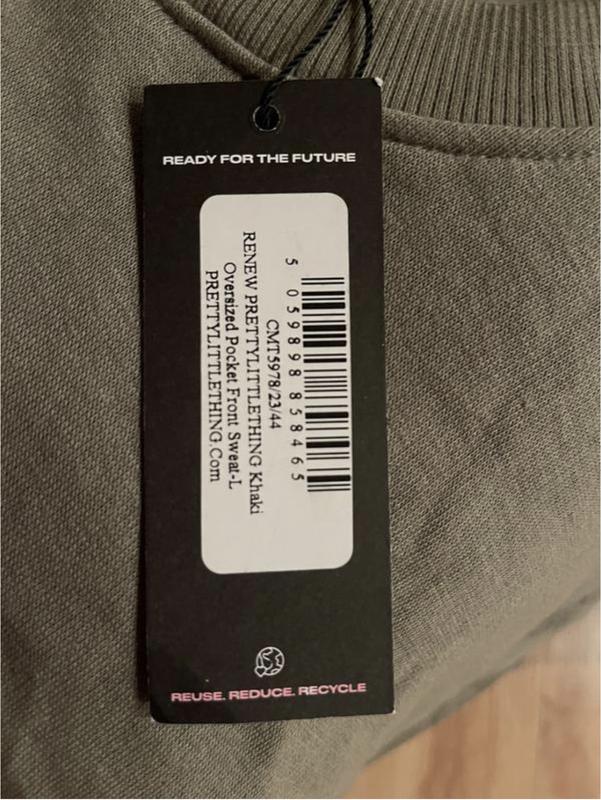 READY FOR THE FUTURE
5 059898 858465
CMT5978/23/44
RENEW PRETTYLITTLETHING Khaki
Oversized Pocket Front Sweat-L
PRETTYLITTLETHING.Com
REUSE. REDUCE. RECYCLE